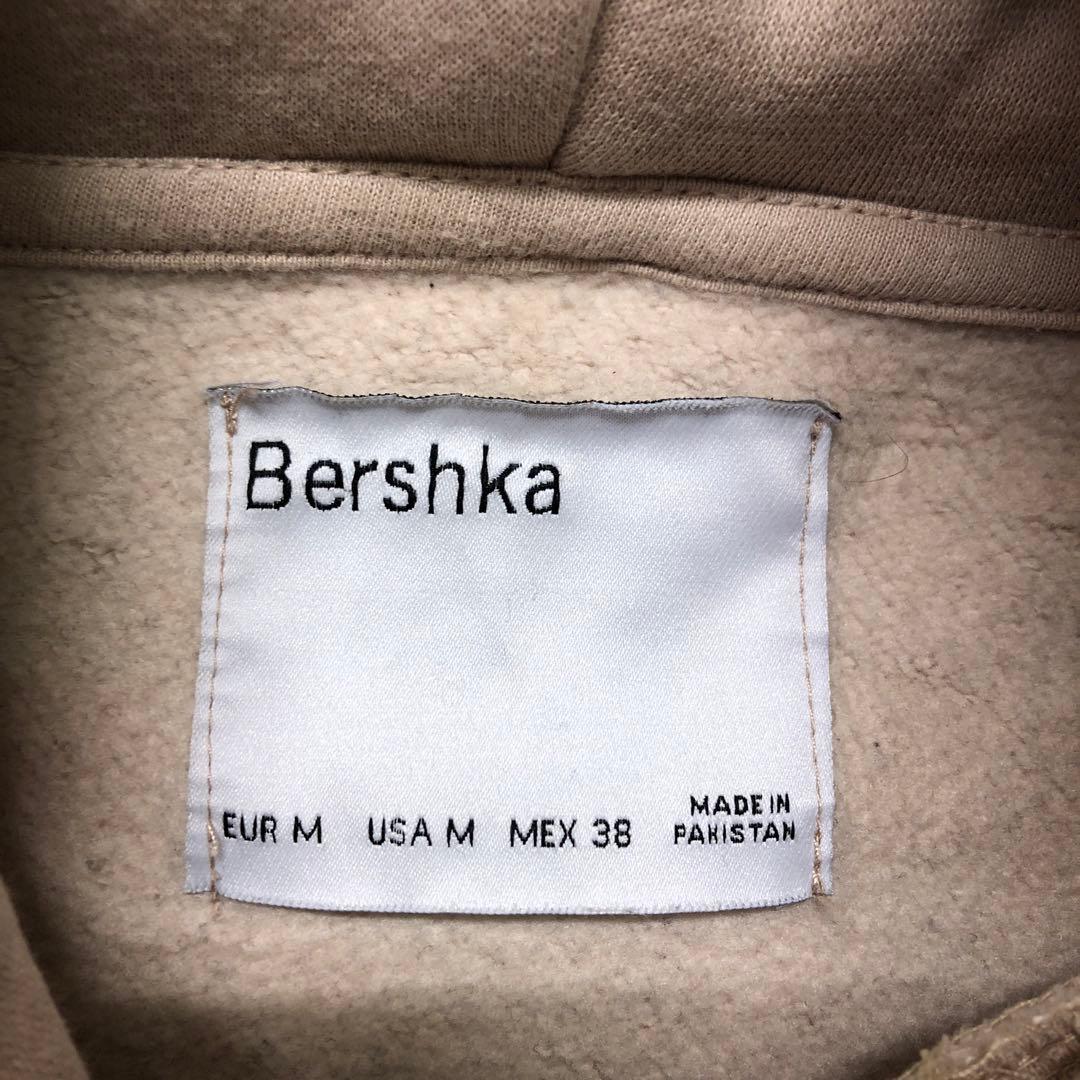 Bershka
EUR M USA M MEX 38 MADE IN
PAKISTAN